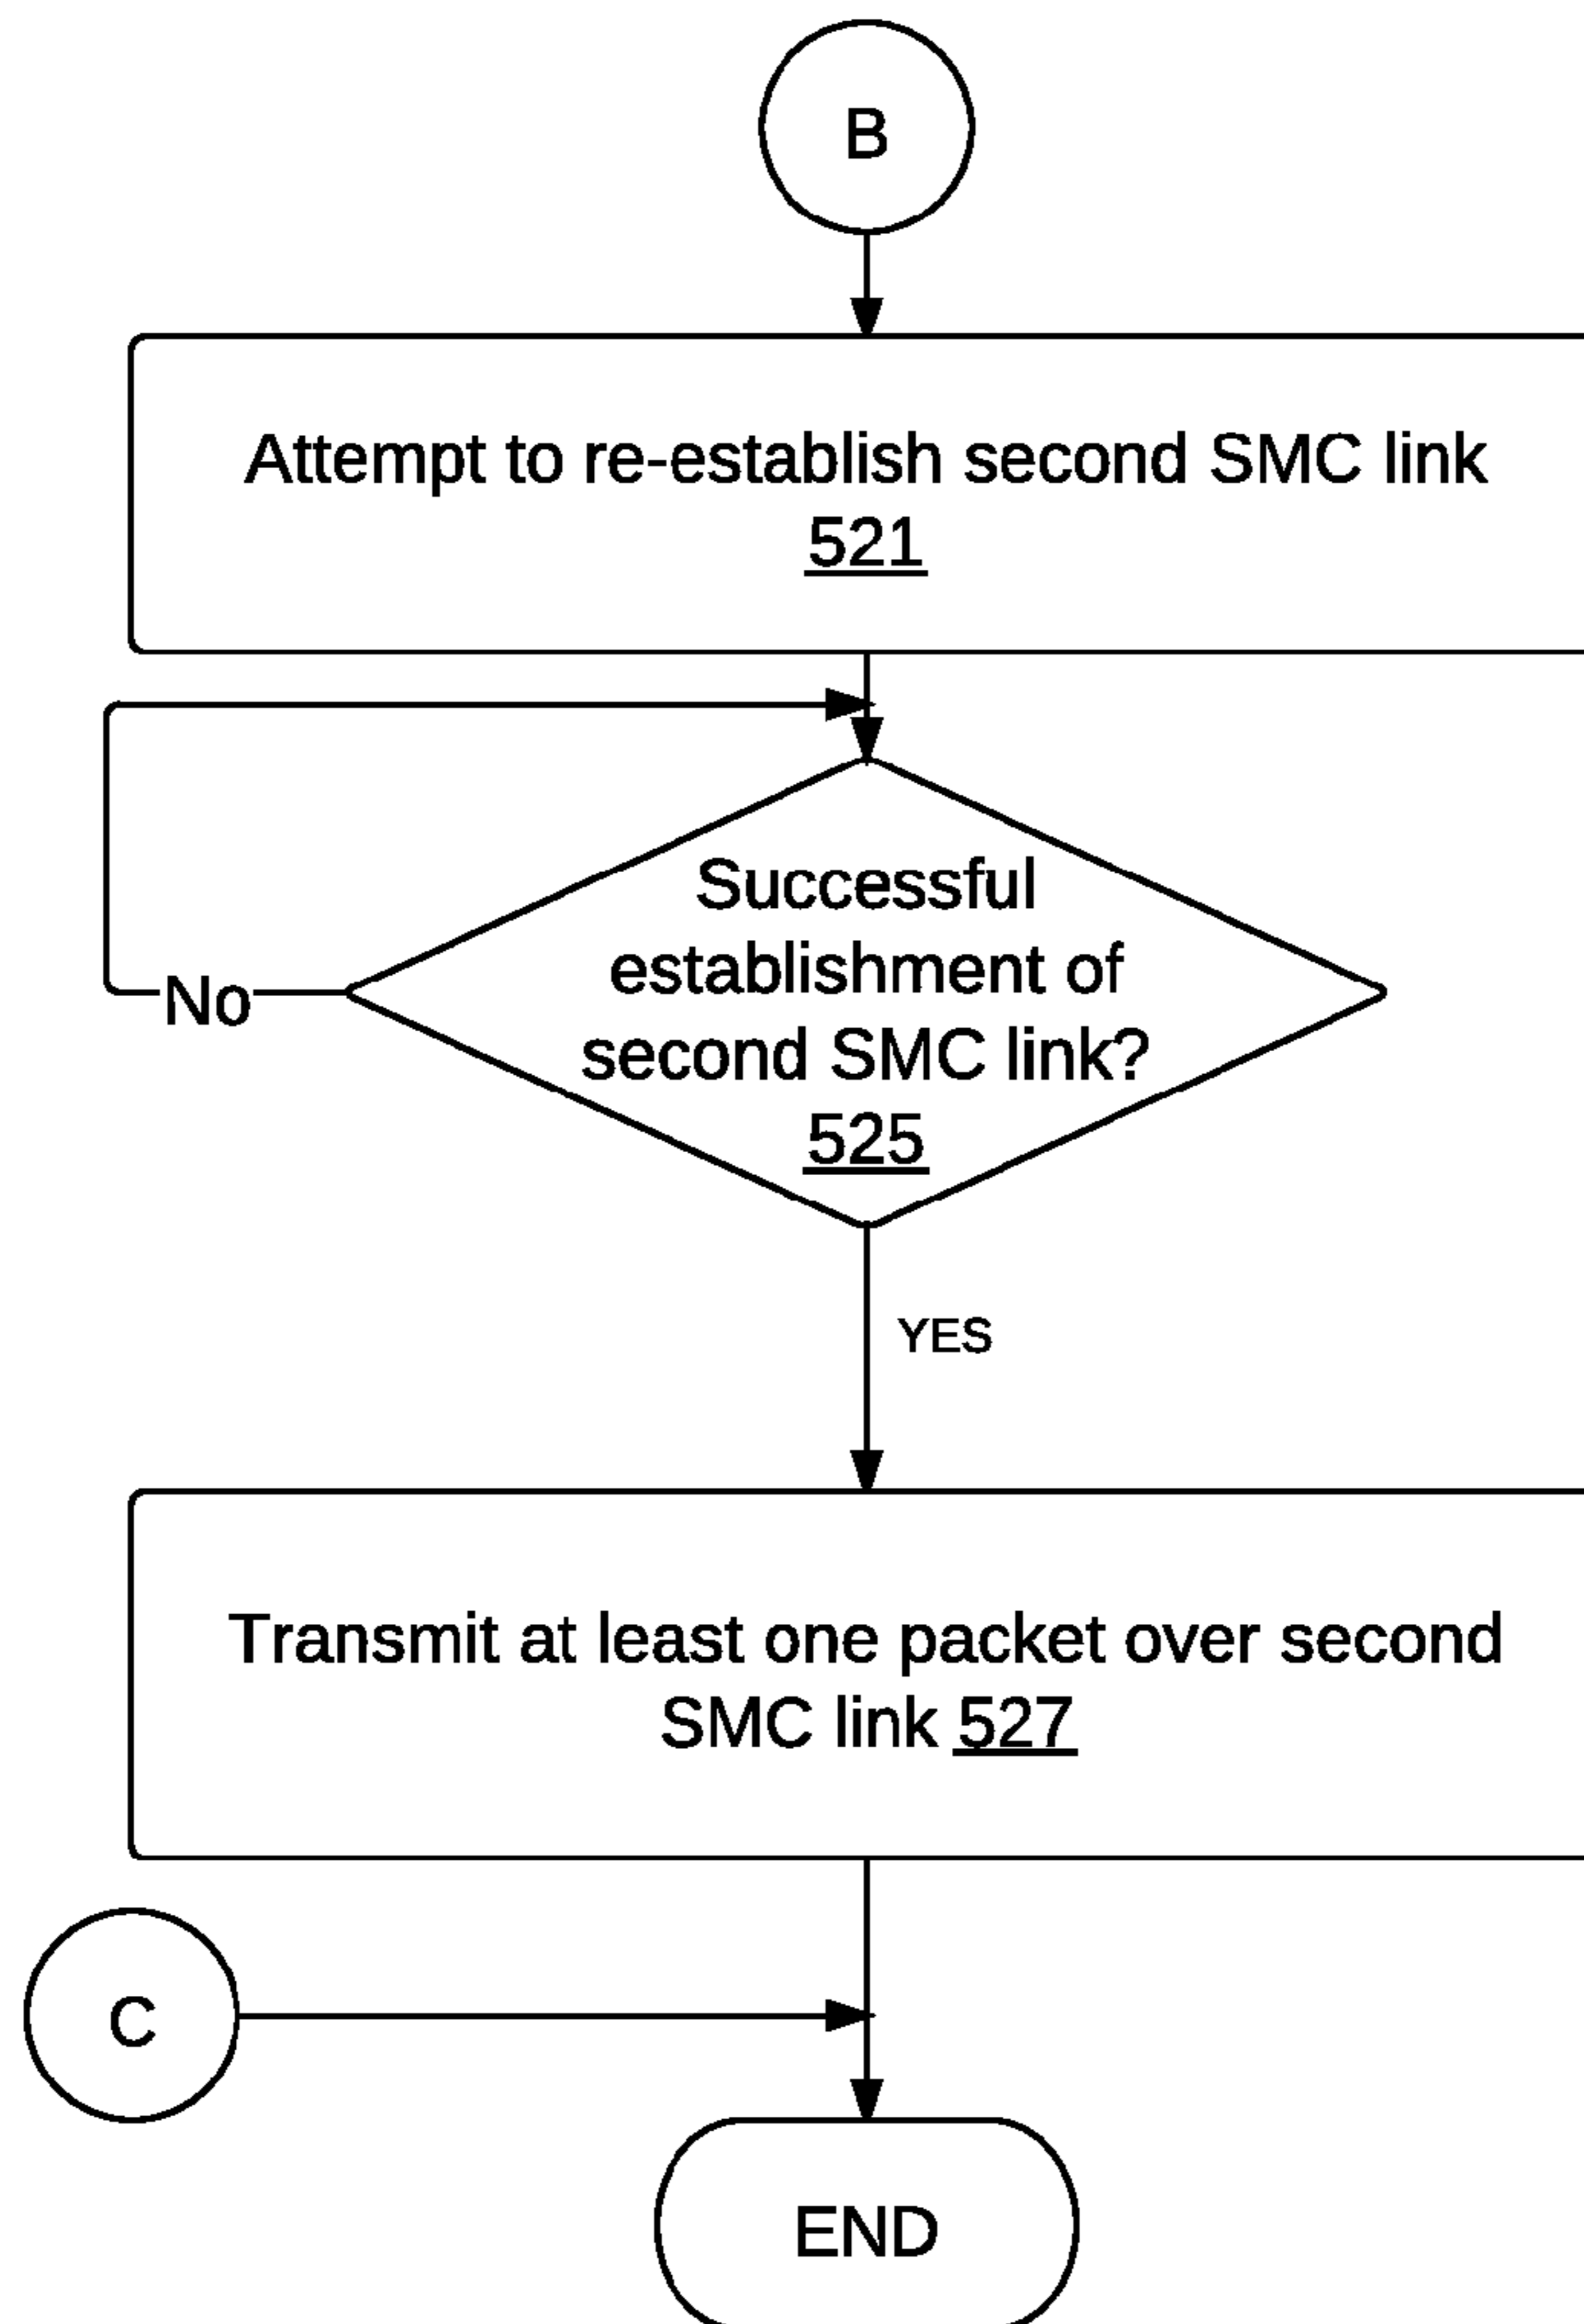 B
Attempt to re-establish second SMC link
521
Successful
establishment of
second SMC link?
525
No
YES
Transmit at least one packet over second
SMC link 527
C
END